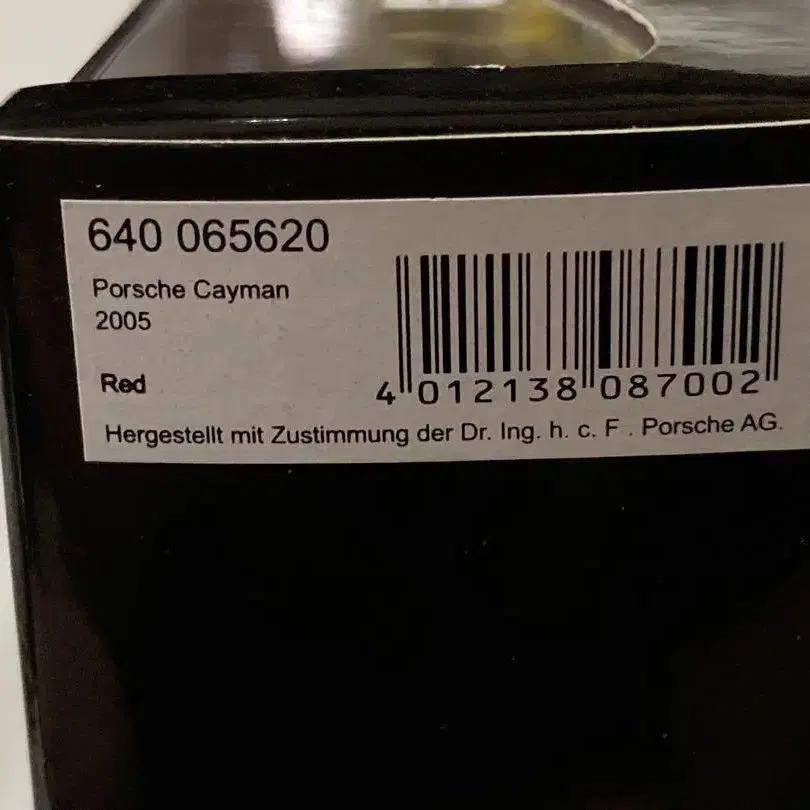 640 065620
Porsche Cayman
2005
Red
4 012138 087002
Hergestellt mit Zustimmung der Dr. Ing. h. c. F . Porsche AG.